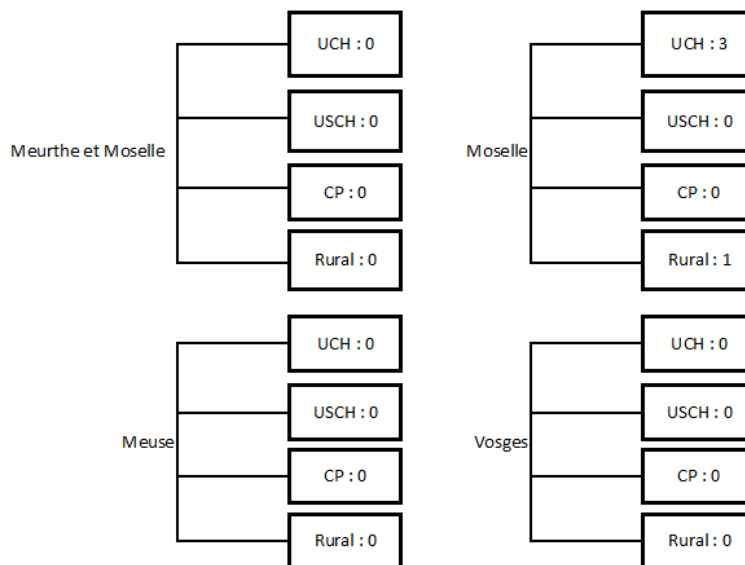 UCH : 0
USCH : 0
Meurthe et Moselle
CP : 0
Rural : 0
UCH : 3
USCH : 0
Moselle
CP : 0
Rural : 1
UCH : 0
USCH : 0
Meuse
CP : 0
Rural : 0
UCH : 0
USCH : 0
Vosges
CP : 0
Rural : 0